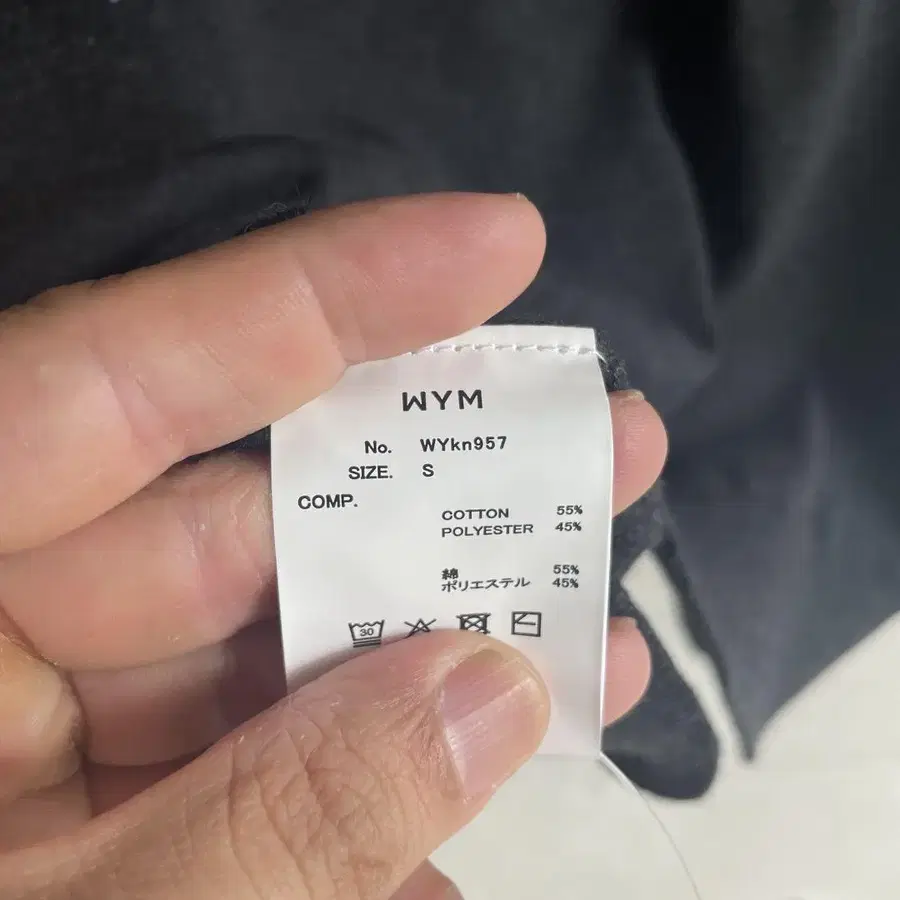 WYM
No. WYkn957
SIZE. S
COMP.
COTTON 55%
POLYESTER 45%
綿 55%
ポリエステル 45%
30